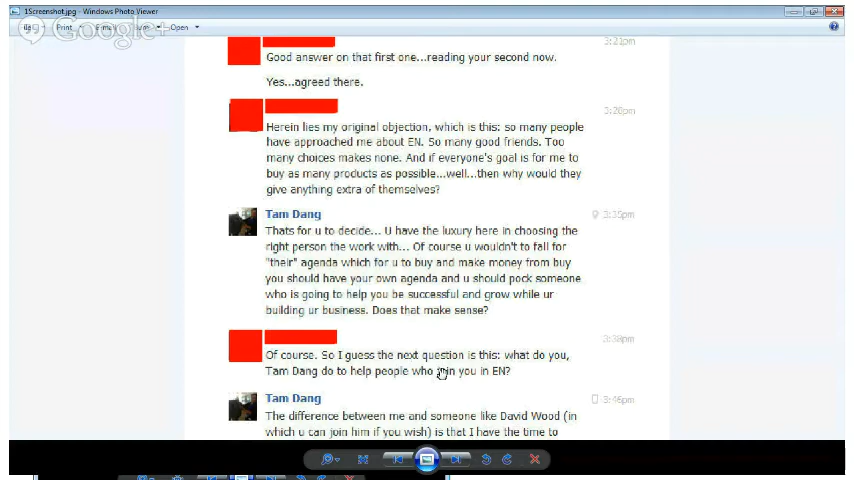 1Screenshot.jpg - Windows Photo Viewer
Print
Open
Google+
3:21pm
Good answer on that first one...reading your second now.
Yes...agreed there.
3:28pm
Herein lies my original objection, which is this: so many people
have approached me about EN. So many good friends. Too
many choices makes none. And if everyone's goal is for me to
buy as many products as possible...well...then why would they
give anything extra of themselves?
Tam Dang
3:35pm
Thats for u to decide... U have the luxury here in choosing the
right person the work with... Of course u wouldn't to fall for
"their" agenda which for u to buy and make money from buy
you should have your own agenda and u should pock someone
who is going to help you be successful and grow while ur
building ur business. Does that make sense?
3:38pm
Of course. So I guess the next question is this: what do you,
Tam Dang do to help people who join you in EN?
Tam Dang
3:46pm
The difference between me and someone like David Wood (in
which u can join him if you wish) is that I have the time to